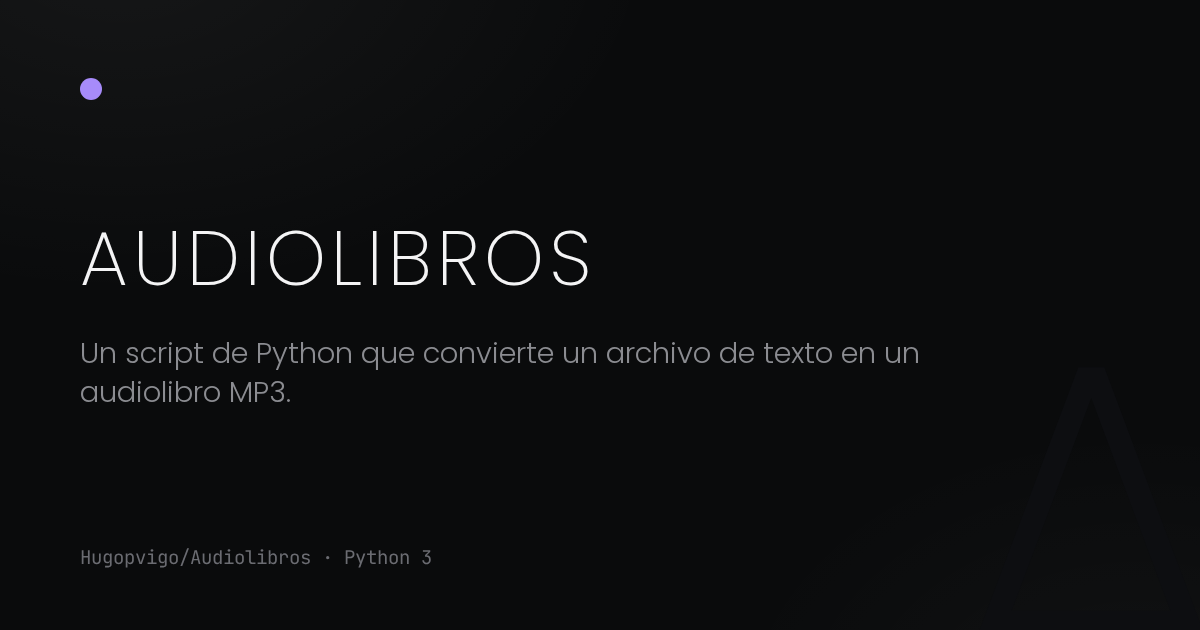 AUDIOLIBROS
Un script de Python que convierte un archivo de texto en un
audiolibro MP3.
A
Hugopvigo/Audiolibros · Python 3